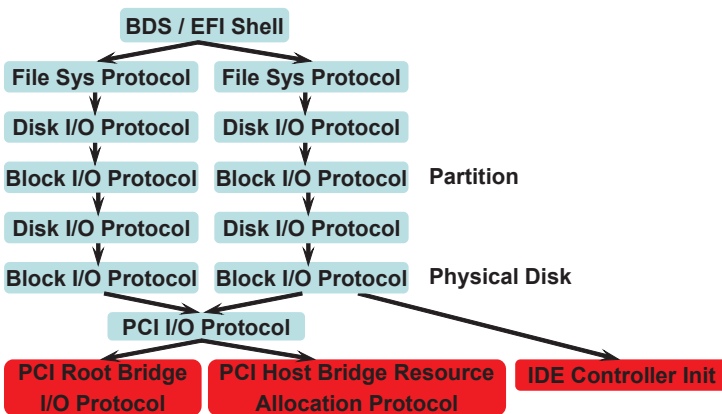 BDS / EFI Shell
File Sys Protocol
File Sys Protocol
Disk I/O Protocol
Disk I/O Protocol
Block I/O Protocol
Block I/O Protocol
Partition
Disk I/O Protocol
Disk I/O Protocol
Block I/O Protocol
Block I/O Protocol
Physical Disk
PCI I/O Protocol
PCI Root Bridge
I/O Protocol
PCI Host Bridge Resource
Allocation Protocol
IDE Controller Init